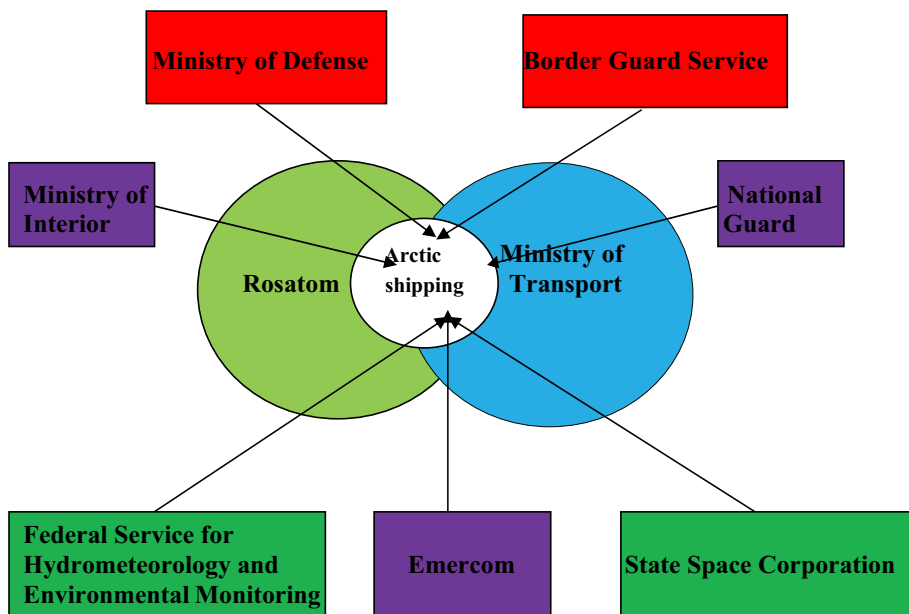 Ministry of Defense
Border Guard Service
Ministry of
Interior
National
Guard
Rosatom
Arctic
shipping
Ministry of
Transport
Federal Service for
Hydrometeorology and
Environmental Monitoring
Emercom
State Space Corporation